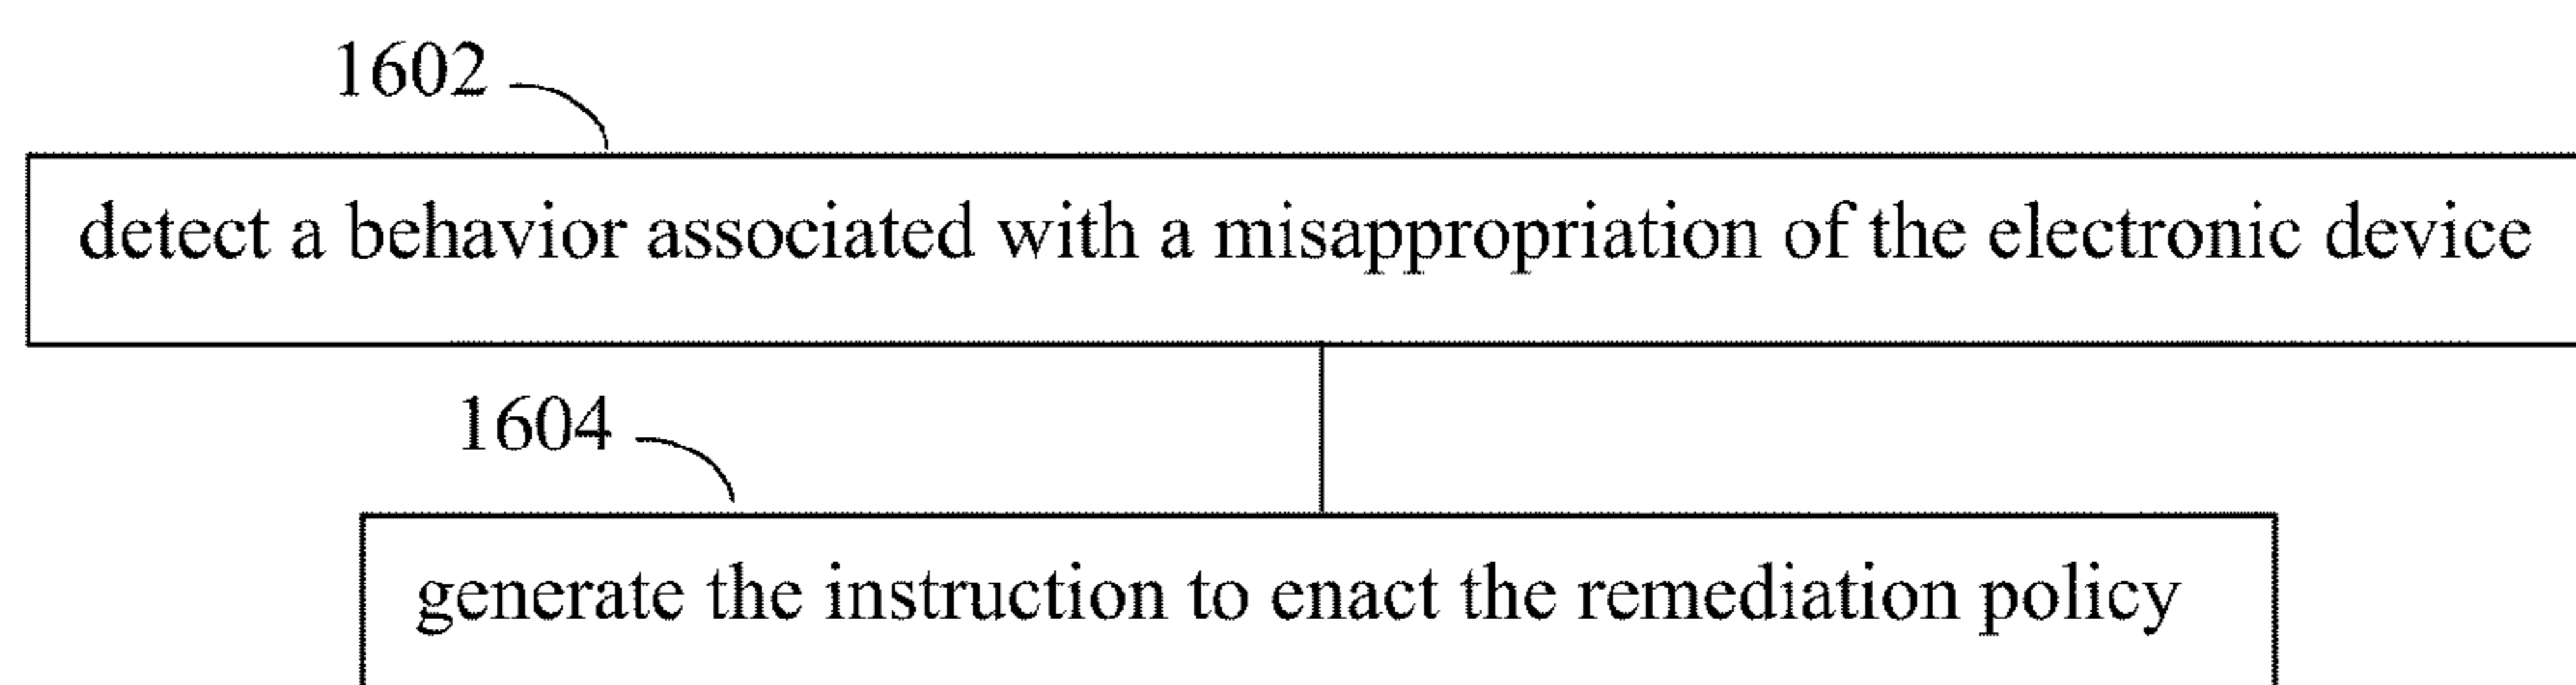 1602
detect a behavior associated with a misappropriation of the electronic device
1604
generate the instruction to enact the remediation policy